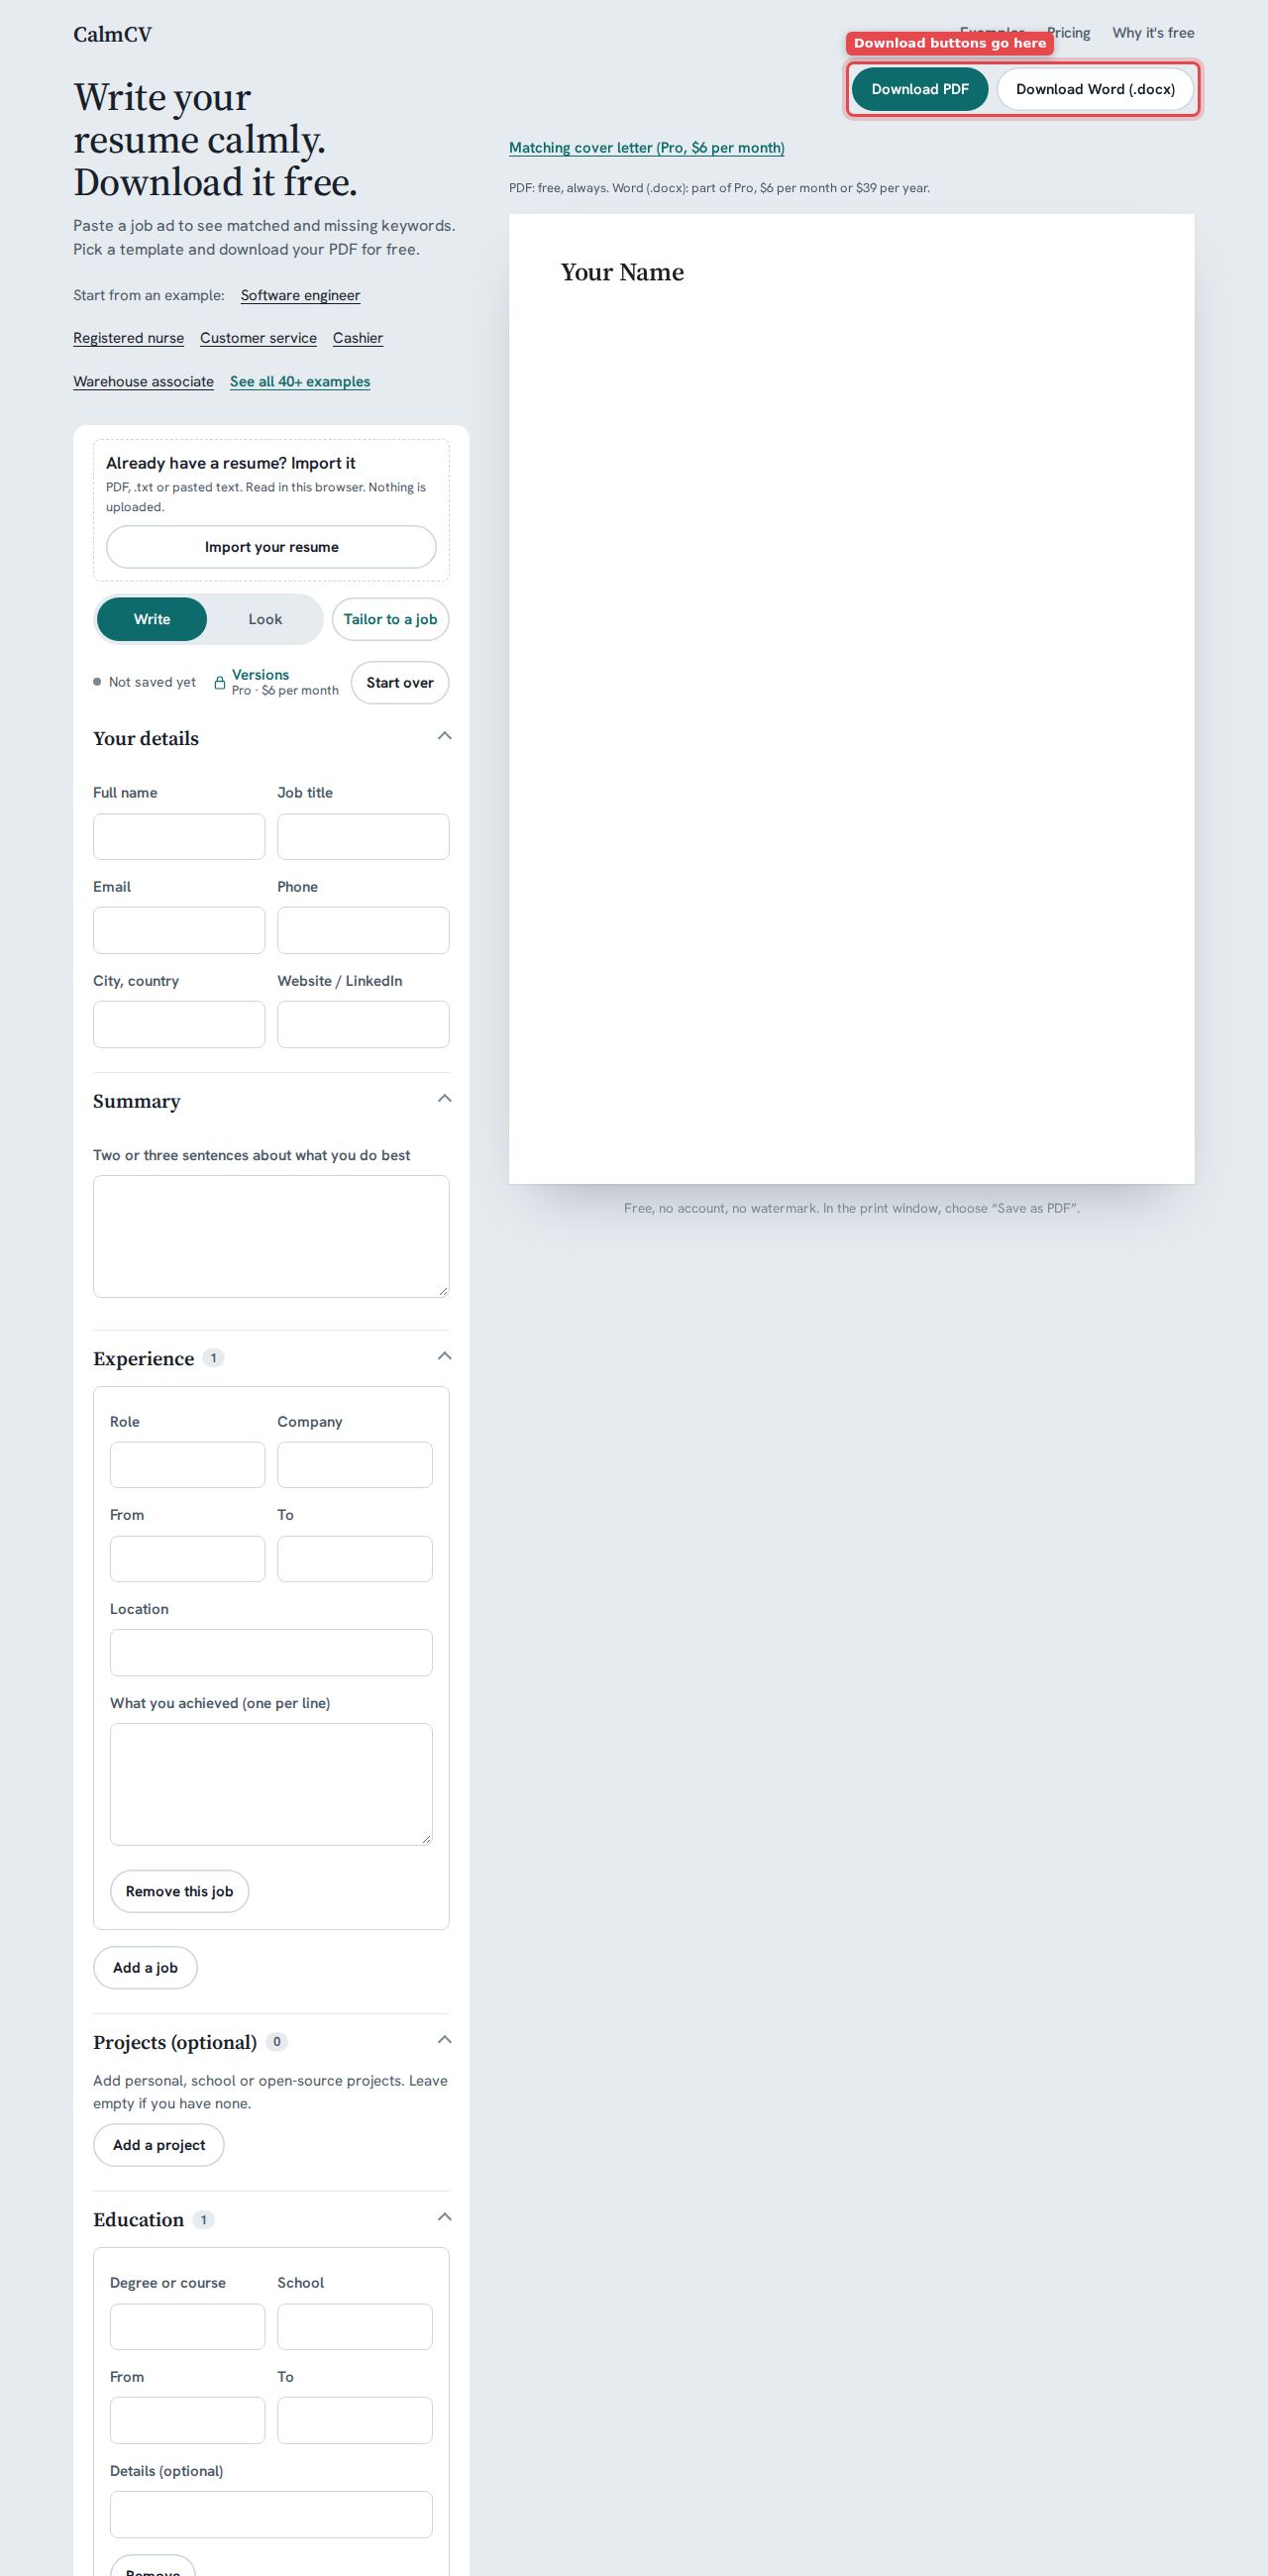 CalmCV
Examples Pricing Why it's free
Download buttons go here
Download PDF
Download Word (.docx)
Write your
resume calmly.
Download it free.
Paste a job ad to see matched and missing keywords.
Pick a template and download your PDF for free.
Start from an example: Software engineer
Registered nurse Customer service Cashier
Warehouse associate See all 40+ examples
Matching cover letter (Pro, $6 per month)
PDF: free, always. Word (.docx): part of Pro, $6 per month or $39 per year.
Your Name
Free, no account, no watermark. In the print window, choose “Save as PDF”.
Already have a resume? Import it
PDF, .txt or pasted text. Read in this browser. Nothing is
uploaded.
Import your resume
Write Look Tailor to a job
Not saved yet
Versions
Pro · $6 per month
Start over
Your details
Full name Job title
Email Phone
City, country Website / LinkedIn
Summary
Two or three sentences about what you do best
Experience 1
Role Company
From To
Location
What you achieved (one per line)
Remove this job
Add a job
Projects (optional) 0
Add personal, school or open-source projects. Leave
empty if you have none.
Add a project
Education 1
Degree or course School
From To
Details (optional)
Remove